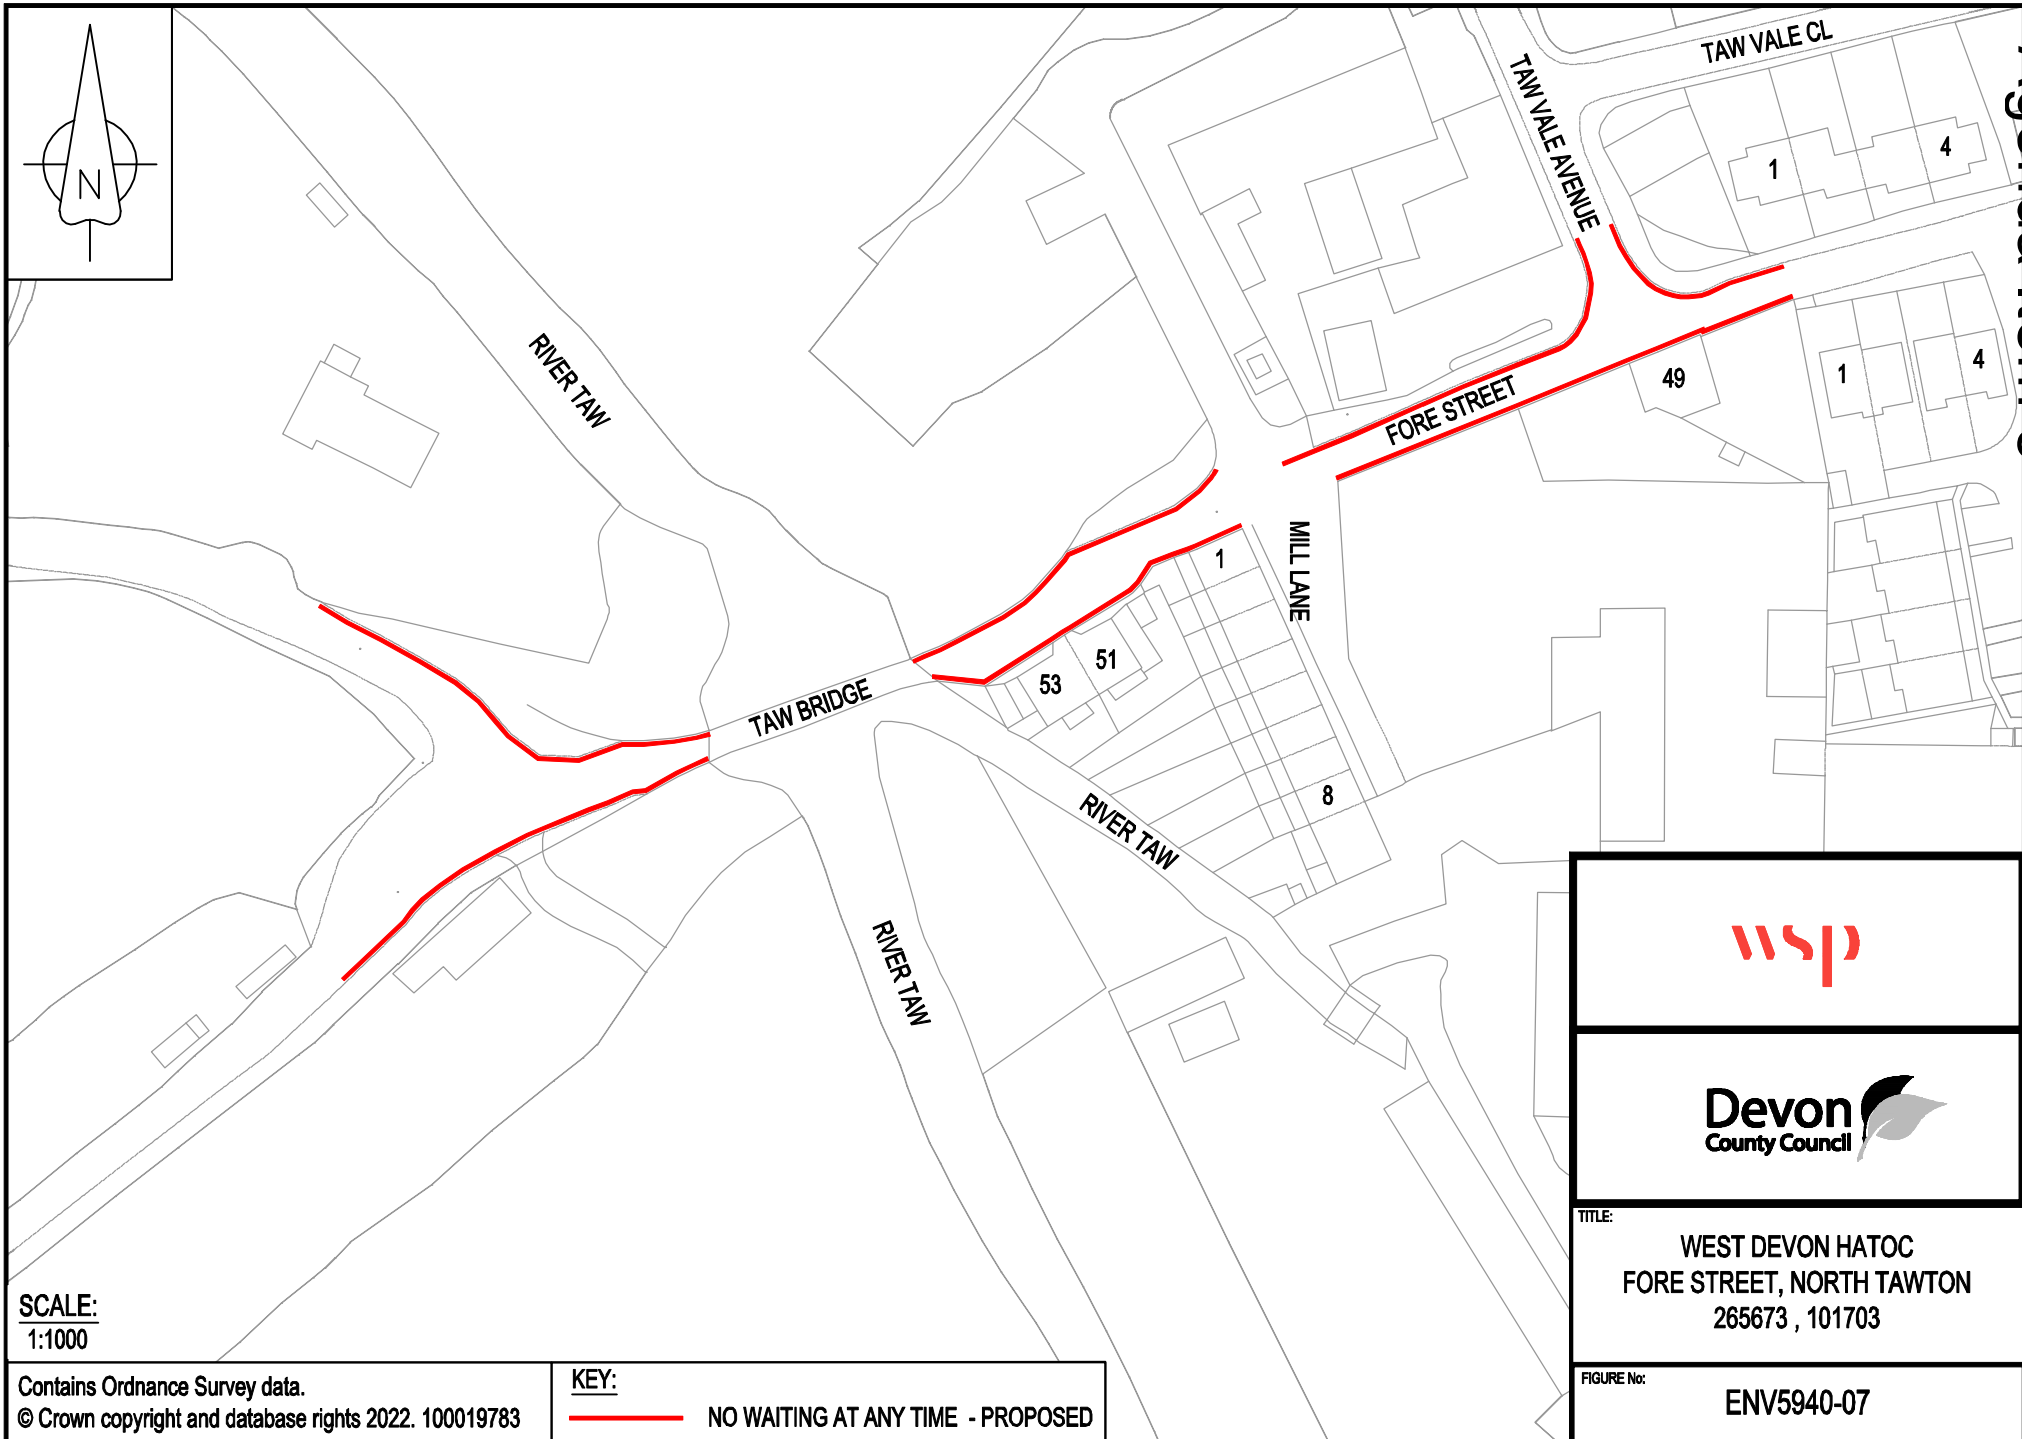 N
TAW VALE CL
TAW VALE AVENUE
1
4
RIVER TAW
FORE STREET
49
1
4
MILL LANE
1
51
53
TAW BRIDGE
8
RIVER TAW
RIVER TAW
wsp
Devon
County Council
TITLE:
WEST DEVON HATOC
FORE STREET, NORTH TAWTON
265673 , 101703
FIGURE No:
ENV5940-07
SCALE:
1:1000
Contains Ordnance Survey data.
© Crown copyright and database rights 2022. 100019783
KEY:
NO WAITING AT ANY TIME - PROPOSED